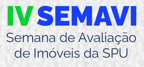 IV SEMAVI
Semana de Avaliação
de Imóveis da SPU